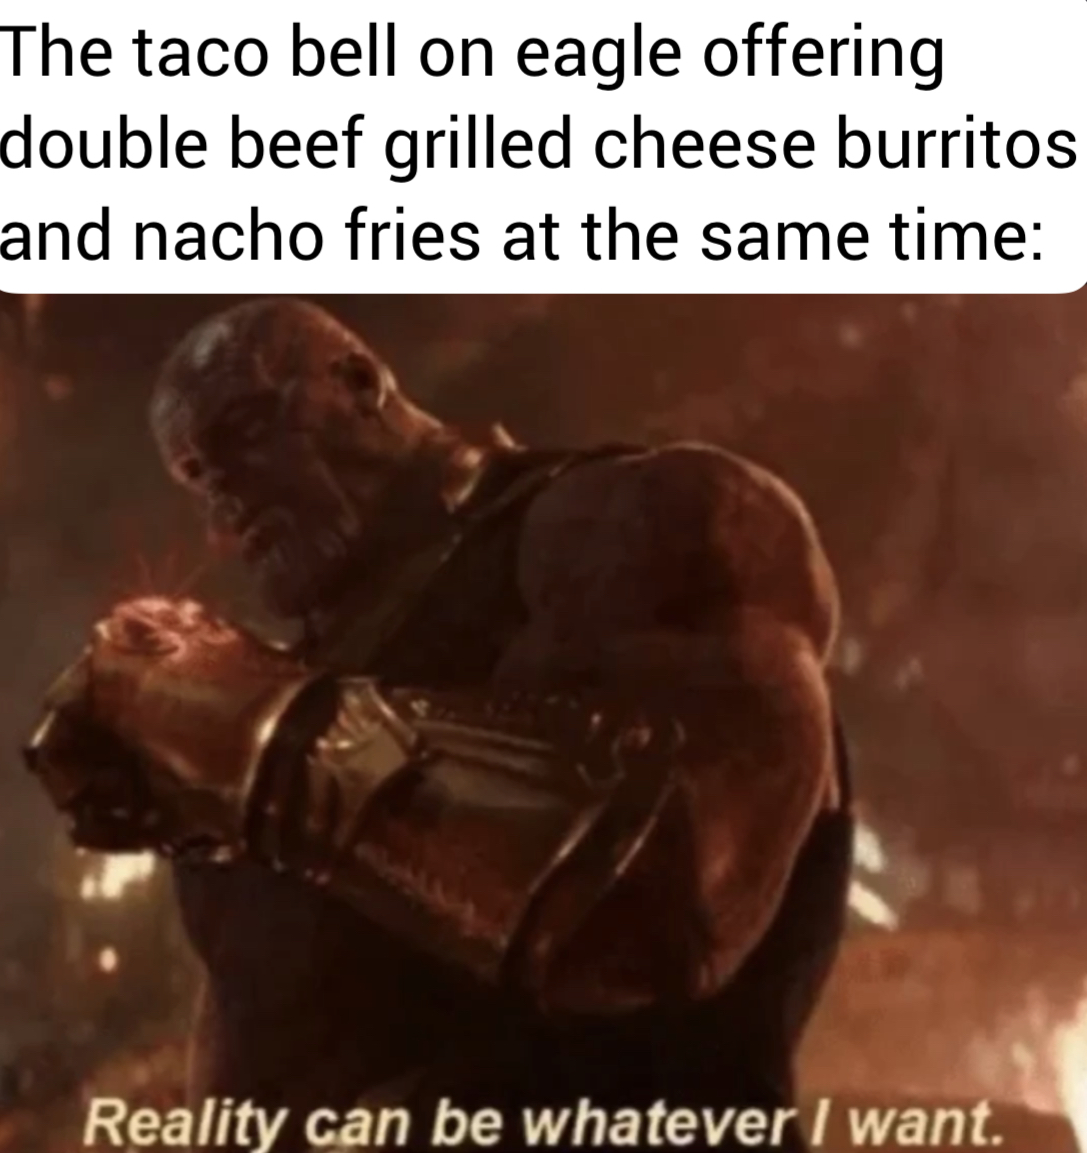 The taco bell on eagle offering
double beef grilled cheese burritos
and nacho fries at the same time:
Reality can be whatever I want.